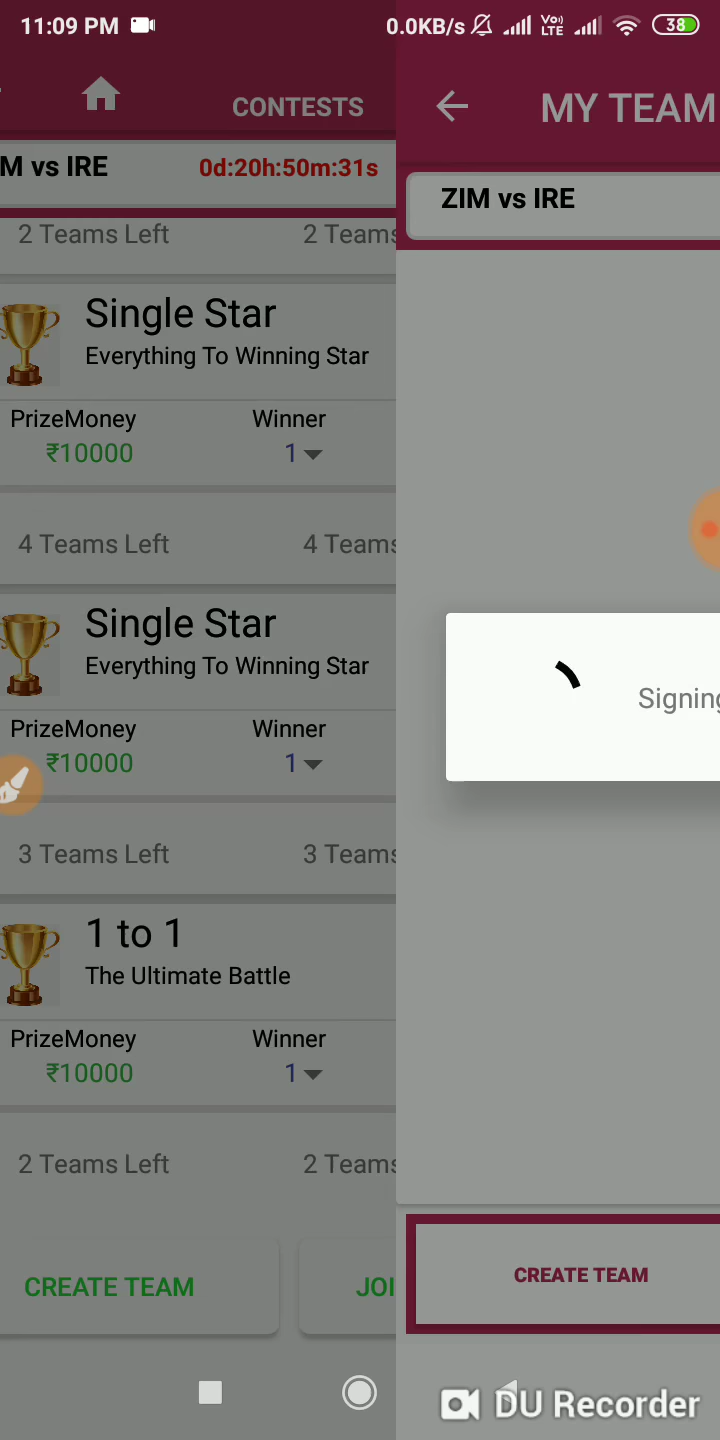 11:09 PM
0.0KB/s Vo) LTE 38
CONTESTS
M vs IRE
0d:20h:50m:31s
2 Teams Left
2 Teams
Single Star
Everything To Winning Star
PrizeMoney
Winner
₹10000
1
4 Teams Left
4 Teams
Single Star
Everything To Winning Star
PrizeMoney
Winner
₹10000
1
3 Teams Left
3 Teams
1 to 1
The Ultimate Battle
PrizeMoney
Winner
₹10000
1
2 Teams Left
2 Teams
CREATE TEAM
JOI
MY TEAM
ZIM vs IRE
Signing
CREATE TEAM
DU Recorder